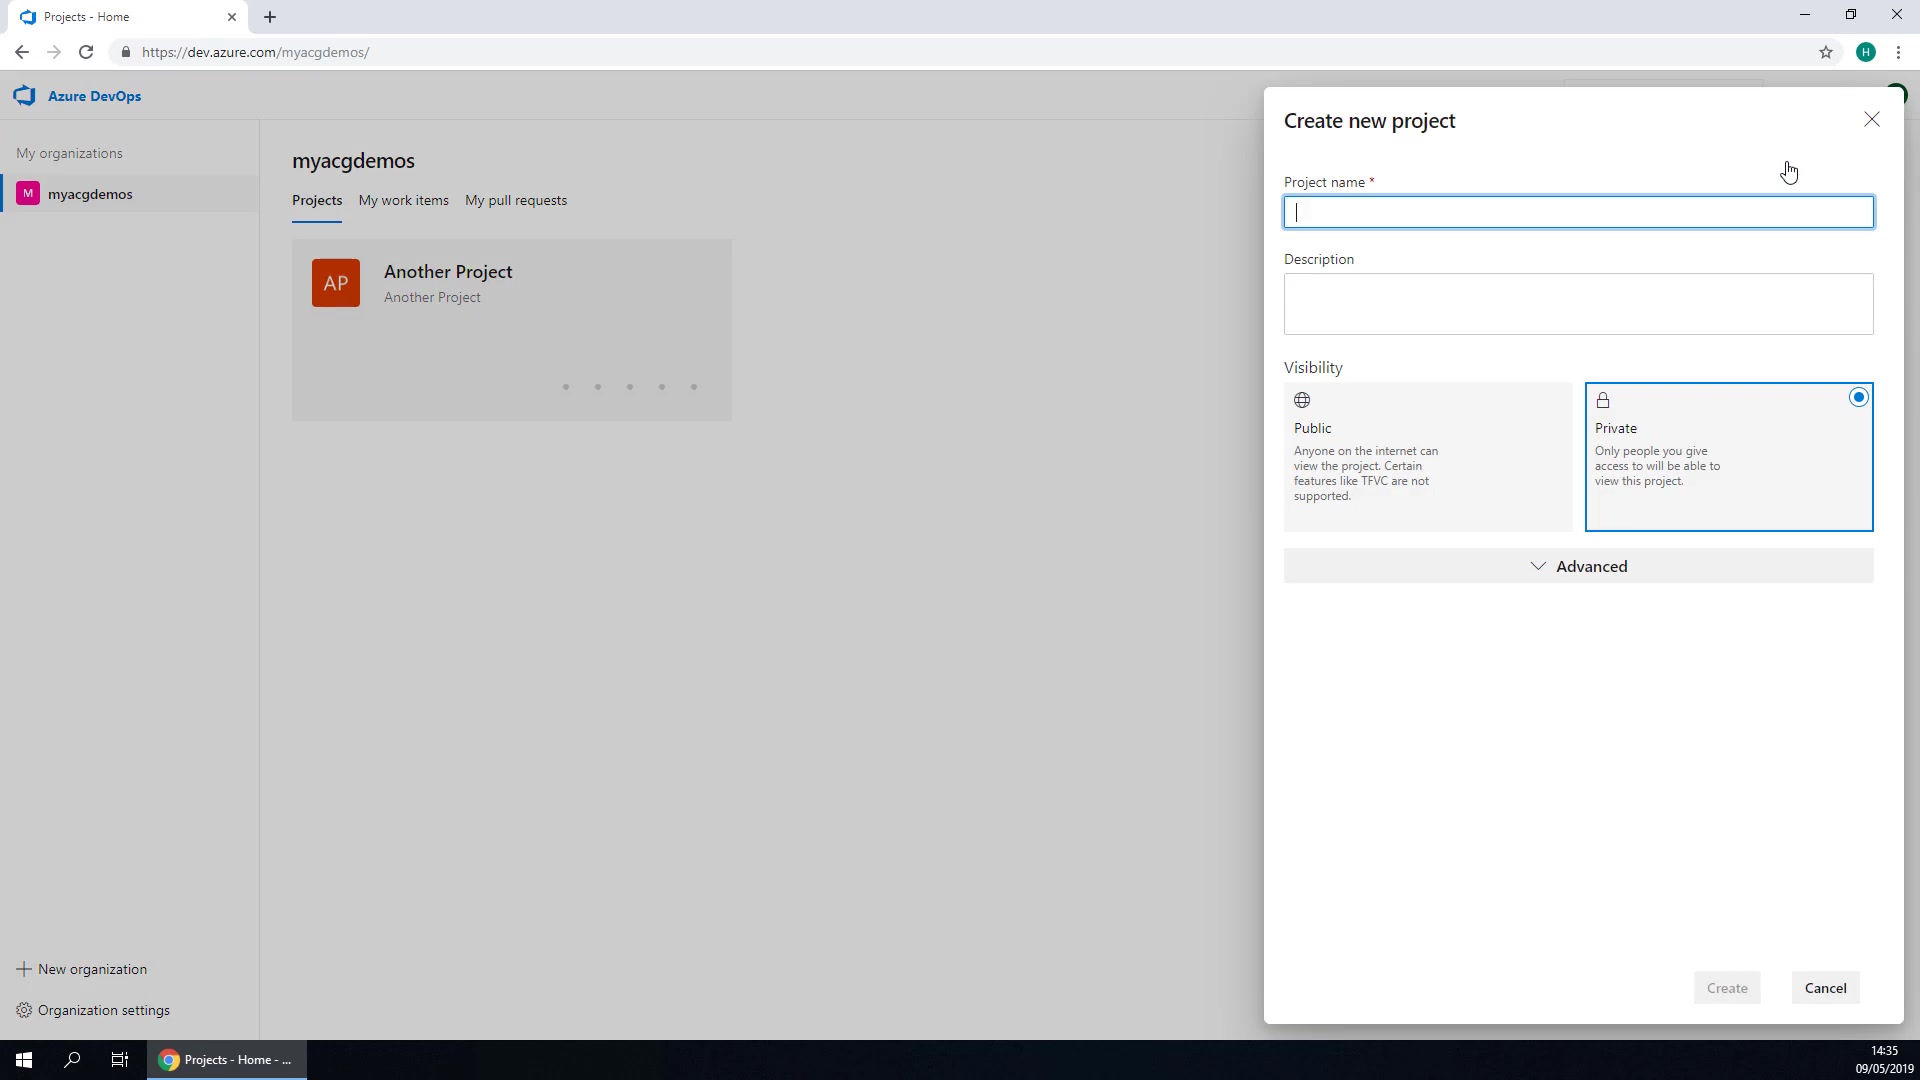 Projects - Home
https://dev.azure.com/myacgdemos/
H
Azure DevOps
My organizations
M myacgdemos
myacgdemos
Projects My work items My pull requests
AP
Another Project
Another Project
New organization
Organization settings
Create new project
Project name *
Description
Visibility
Public
Anyone on the internet can
view the project. Certain
features like TFVC are not
supported.
Private
Only people you give
access to will be able to
view this project.
Advanced
Create Cancel
Projects - Home - ...
14:35
09/05/2019